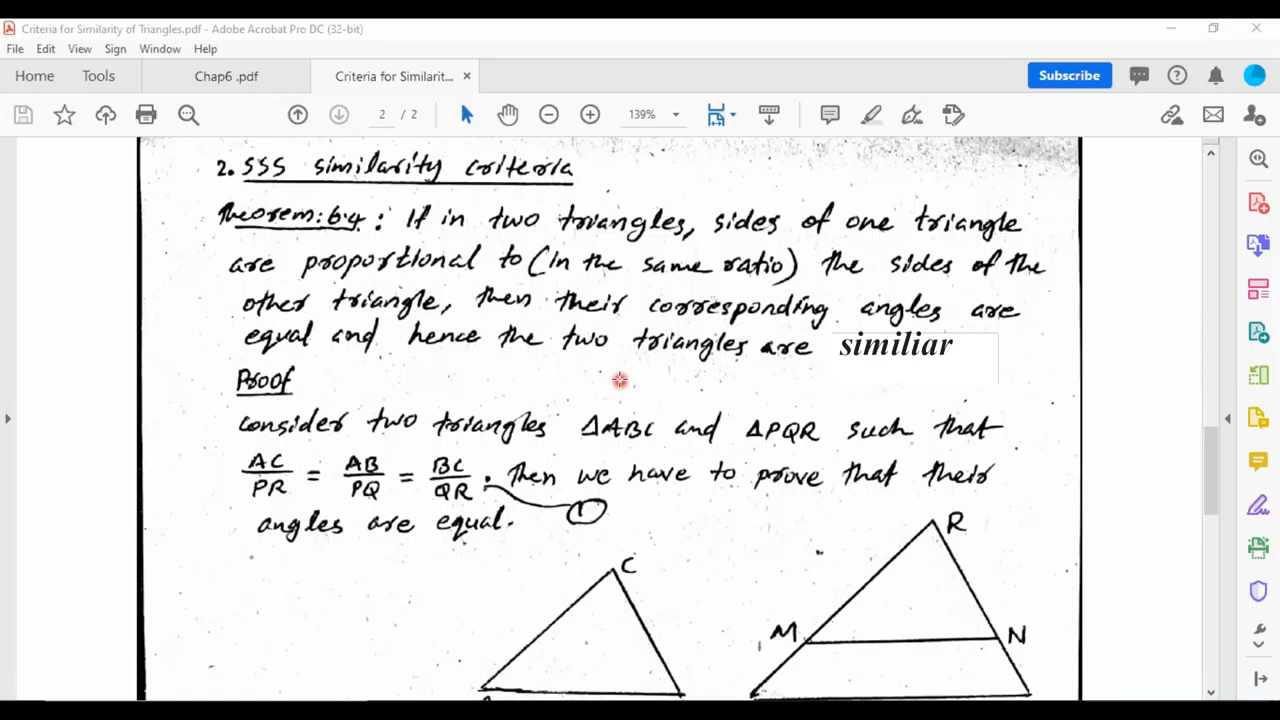 Criteria for Similarity of Triangles.pdf - Adobe Acrobat Pro DC (32-bit)
File Edit View Sign Window Help
Home Tools Chap6 .pdf Criteria for Similarit... × Subscribe
2 / 2 139%
2. SSS similarity criteria
Theorem: 6.4 : If in two triangles, sides of one triangle
are proportional to (in the same ratio) the sides of the
other triangle, then their corresponding angles are
equal and hence the two triangles are similiar
Proof
Consider two triangles ΔABC and ΔPQR such that
AC/PR = AB/PQ = BC/QR. Then we have to prove that their
1
angles are equal.
R
C
M N